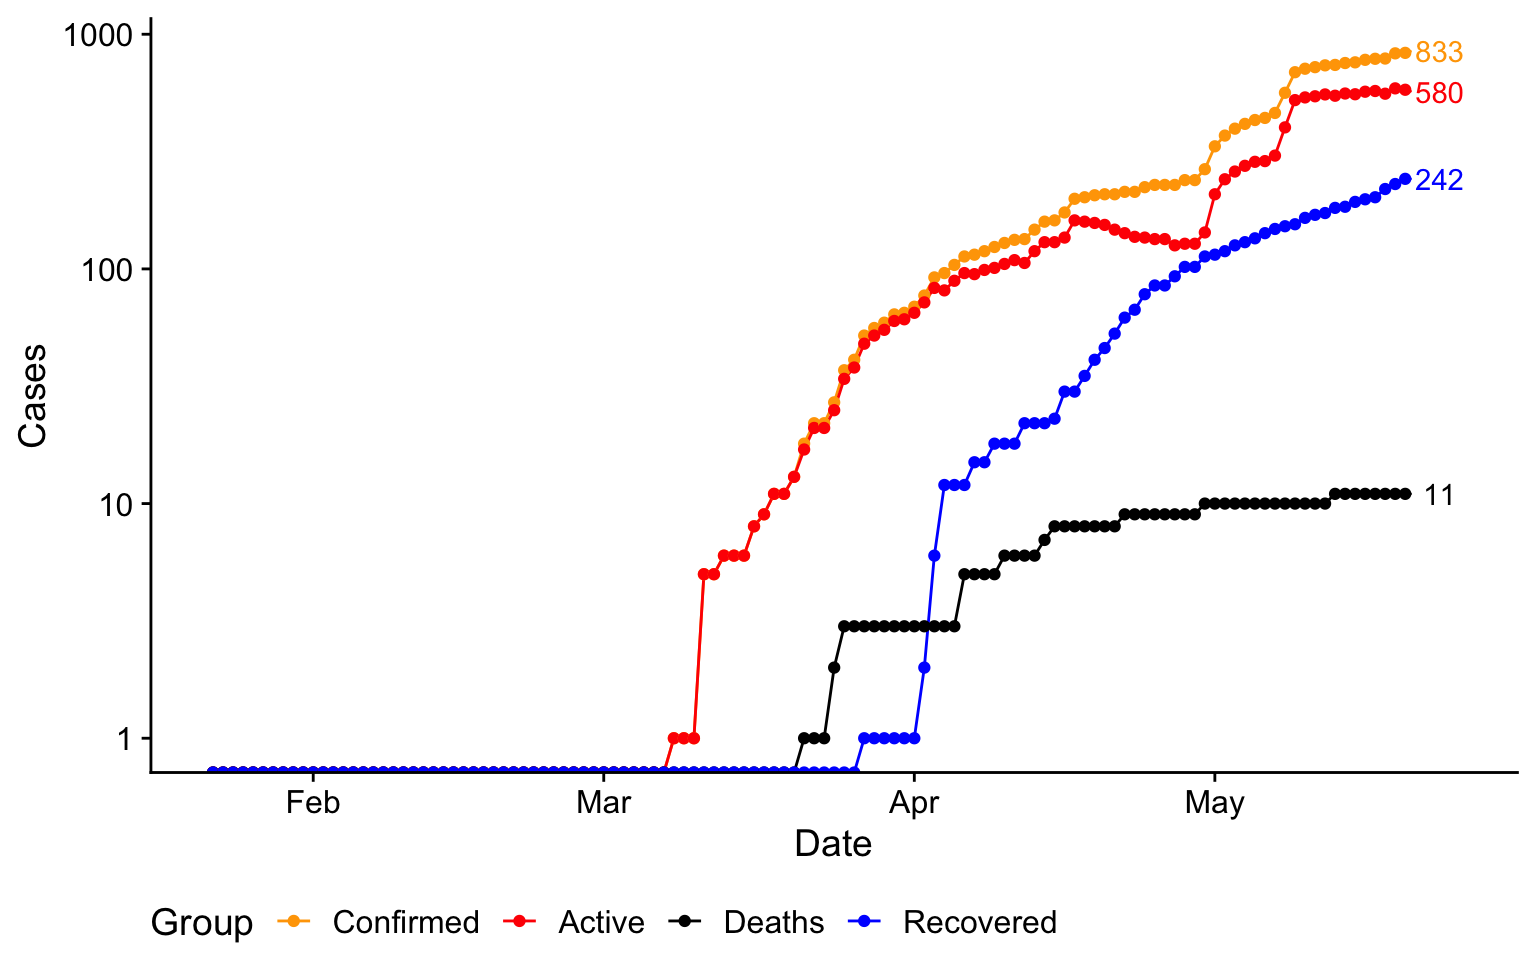 1000
833
580
242
100
Cases
10
11
1
Feb Mar Apr May
Date
Group Confirmed Active Deaths Recovered